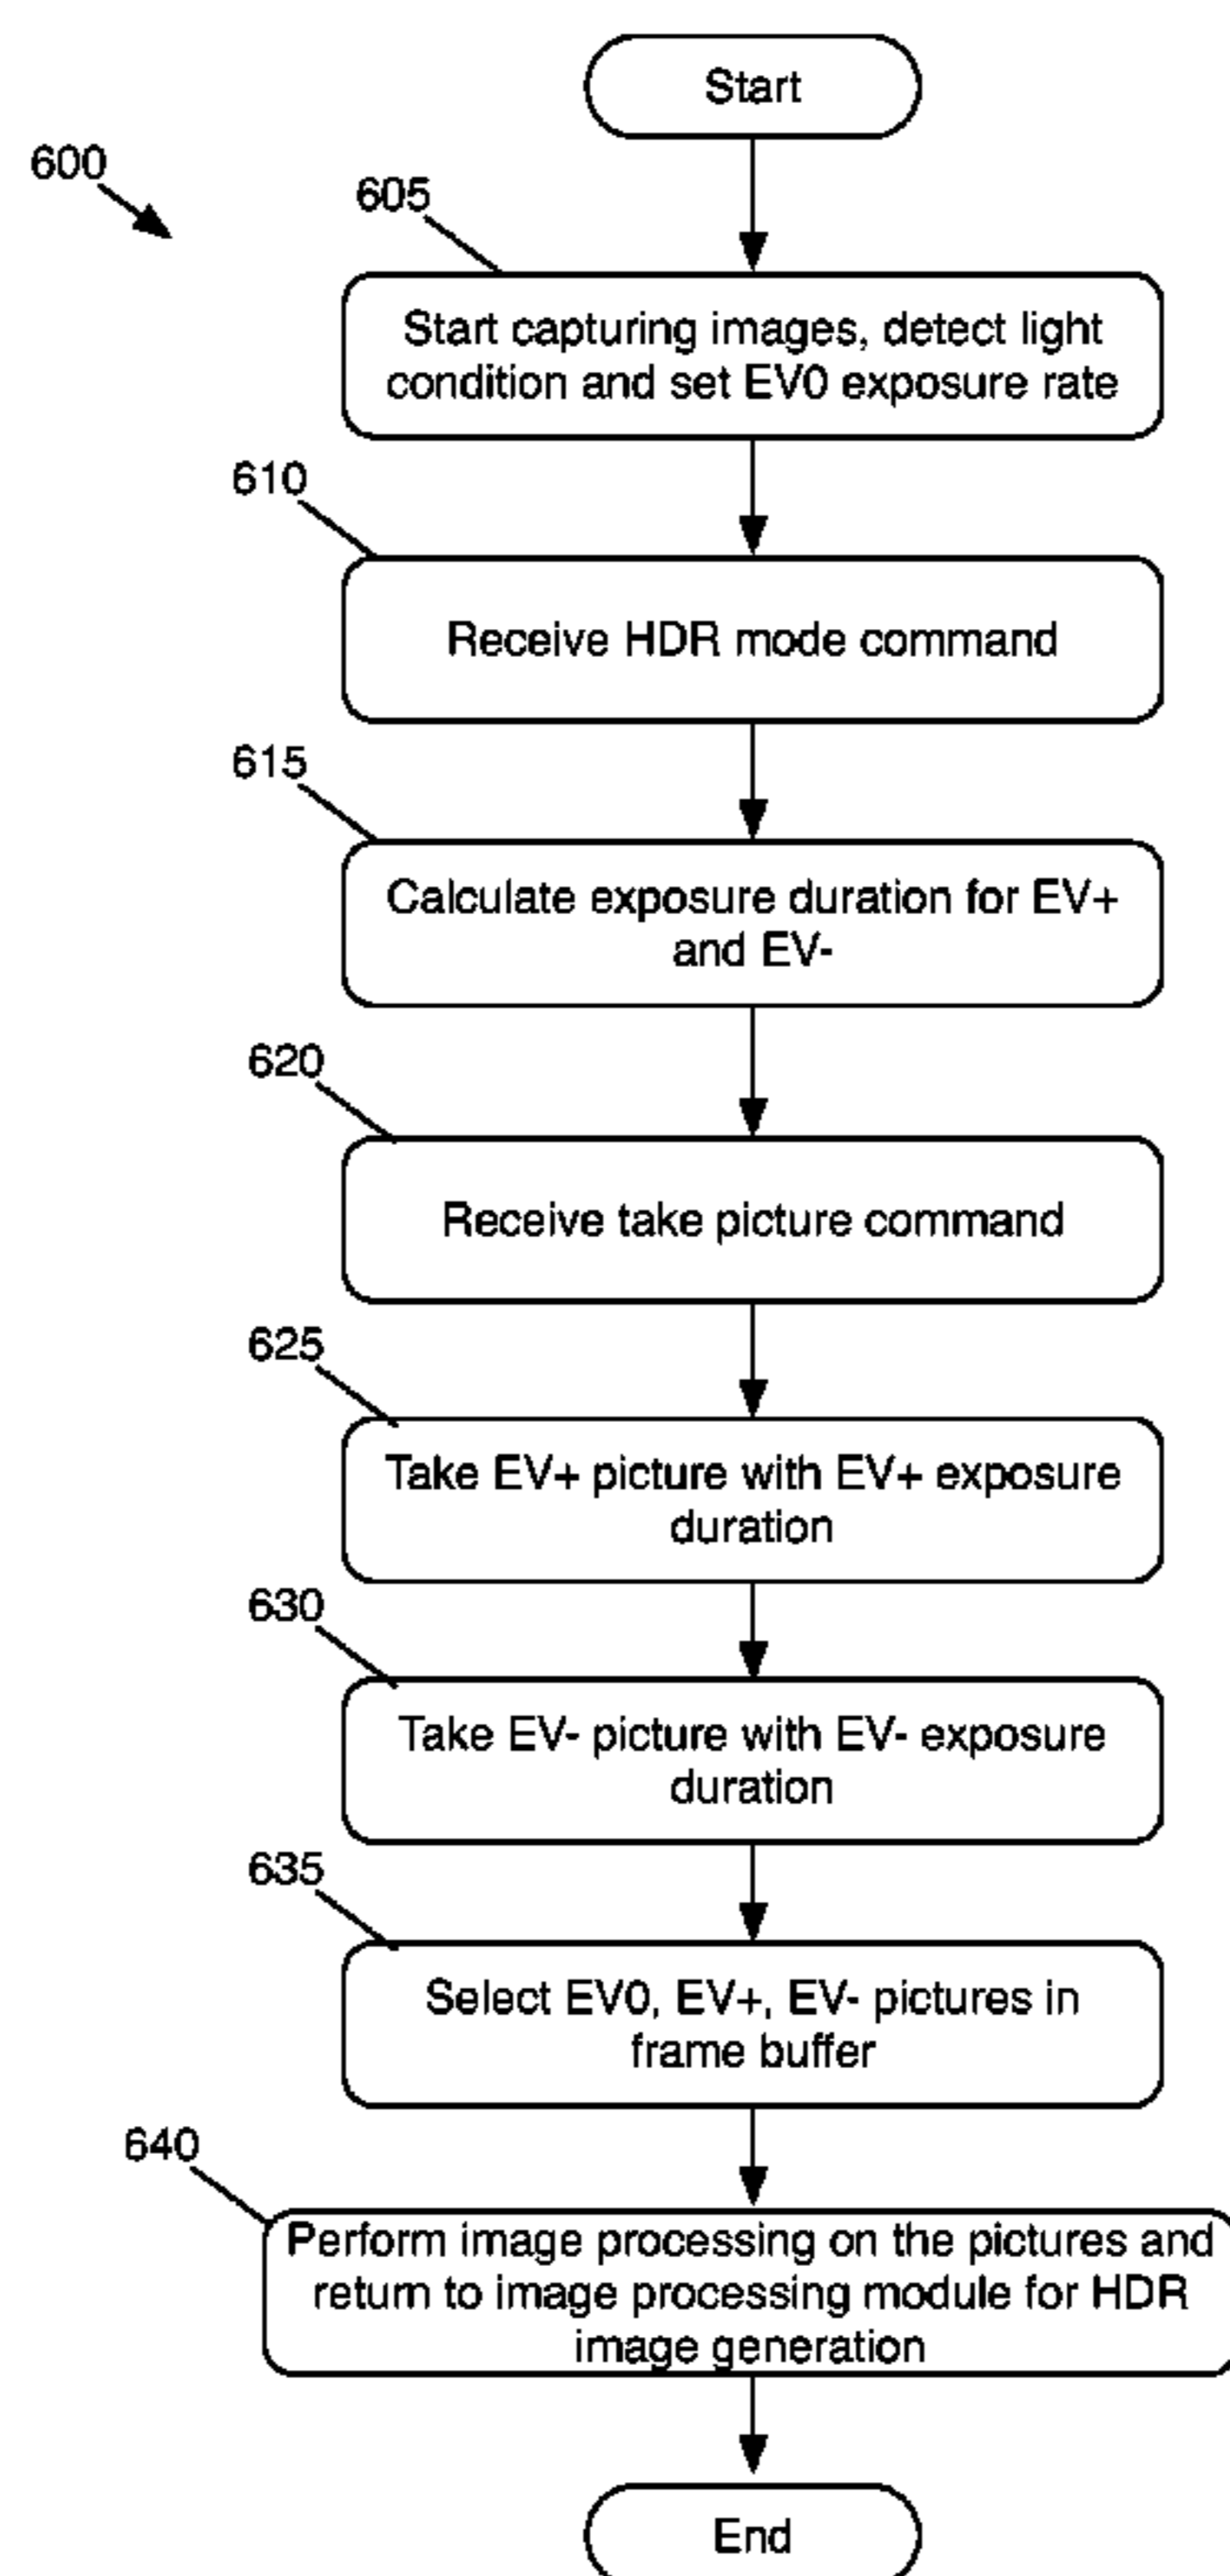 Start
600
605
Start capturing images, detect light
condition and set EV0 exposure rate
610
Receive HDR mode command
615
Calculate exposure duration for EV+
and EV-
620
Receive take picture command
625
Take EV+ picture with EV+ exposure
duration
630
Take EV- picture with EV- exposure
duration
635
Select EV0, EV+, EV- pictures in
frame buffer
640
Perform image processing on the pictures and
return to image processing module for HDR
image generation
End